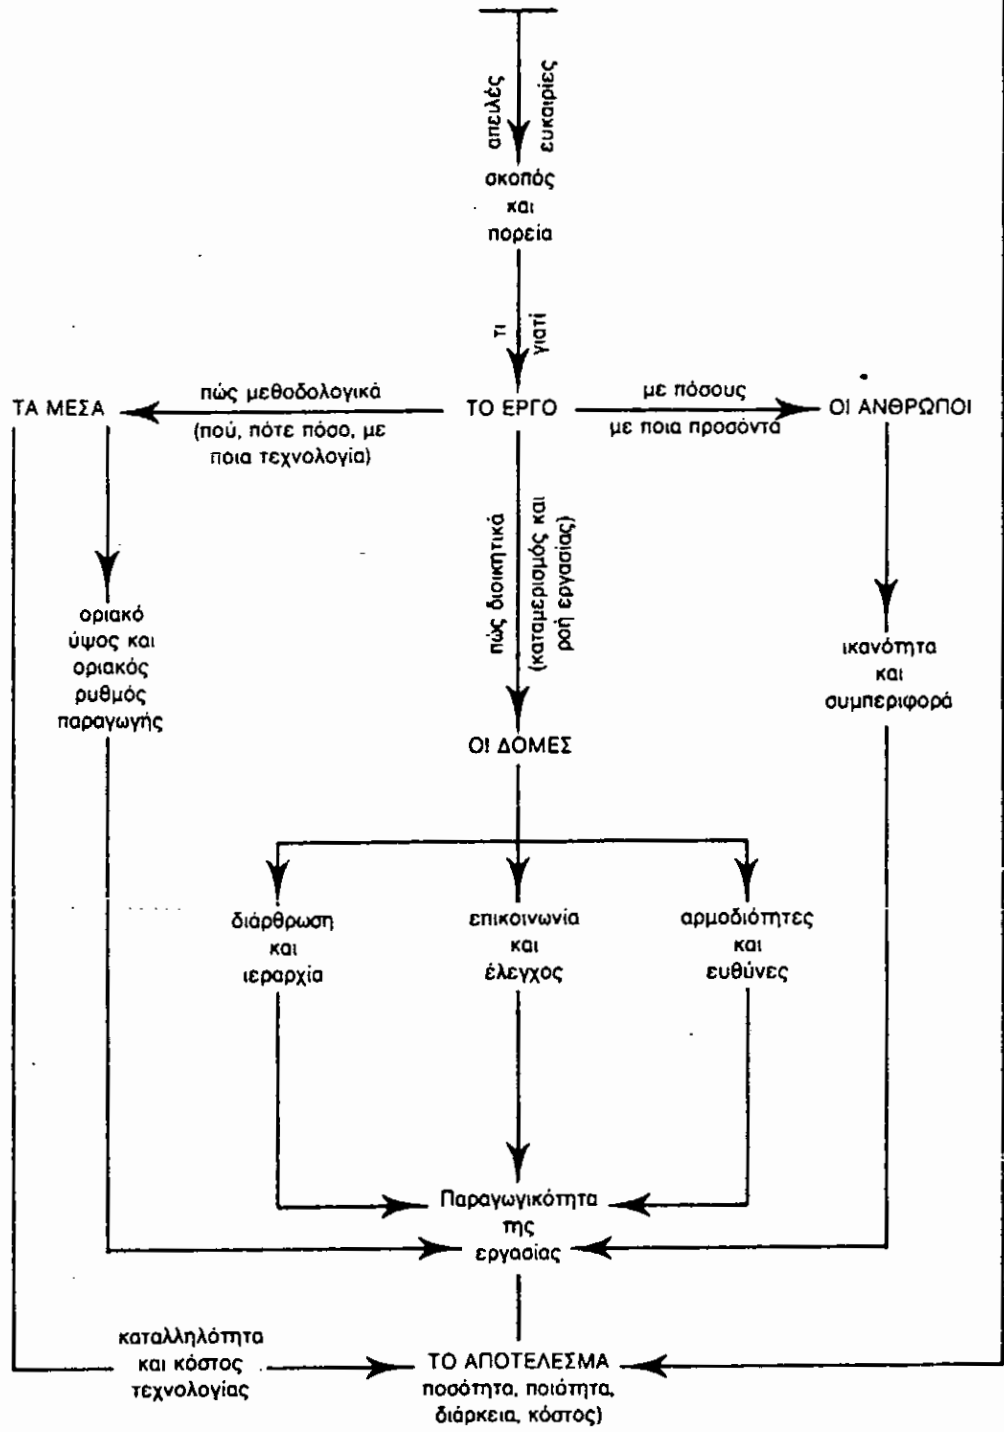 απειλές
ευκαιρίες
σκοπός
και
πορεία
τι
γιατί
πώς μεθοδολογικά
(πού, πότε πόσο, με
ποια τεχνολογία)
ΤΑ ΜΕΣΑ
ΤΟ ΕΡΓΟ
με πόσους
με ποια προσόντα
ΟΙ ΑΝΘΡΩΠΟΙ
πώς διοικητικά
(καταμερισμός και
ροή εργασίας)
οριακό
ύψος και
οριακός
ρυθμός
παραγωγής
ικανότητα
και
συμπεριφορά
ΟΙ ΔΟΜΕΣ
διάρθρωση
και
ιεραρχία
επικοινωνία
και
έλεγχος
αρμοδιότητες
και
ευθύνες
Παραγωγικότητα
της
εργασίας
καταλληλότητα
και κόστος
τεχνολογίας
ΤΟ ΑΠΟΤΕΛΕΣΜΑ
ποσότητα, ποιότητα,
διάρκεια, κόστος)